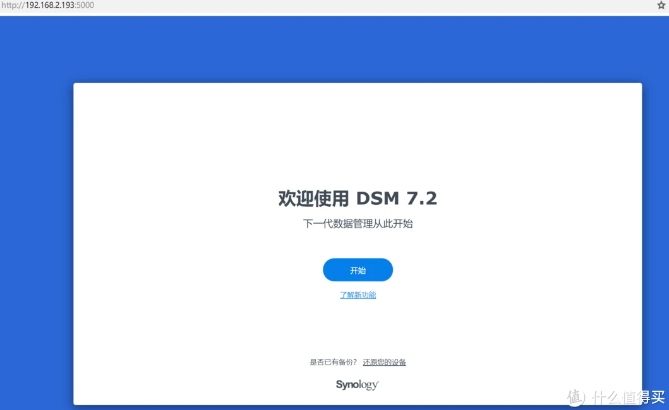 http://192.168.2.193:5000
欢迎使用 DSM 7.2
下一代数据管理从此开始
开始
了解新功能
是否已有备份? 还原您的设备
Synology
值 什么值得买